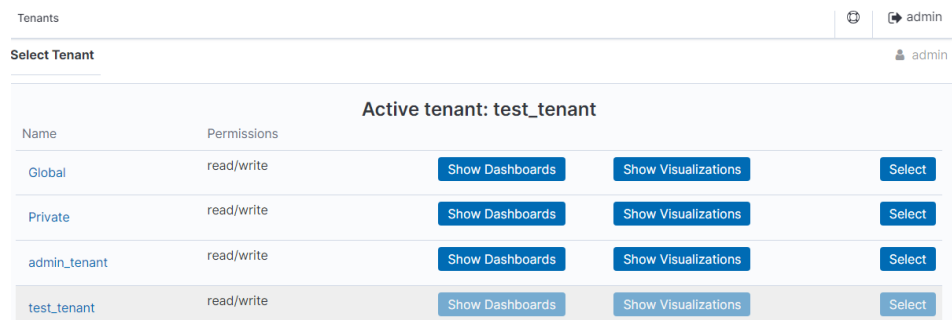 Tenants admin
Select Tenant admin
Active tenant: test_tenant
Name Permissions
Global read/write Show Dashboards Show Visualizations Select
Private read/write Show Dashboards Show Visualizations Select
admin_tenant read/write Show Dashboards Show Visualizations Select
test_tenant read/write Show Dashboards Show Visualizations Select